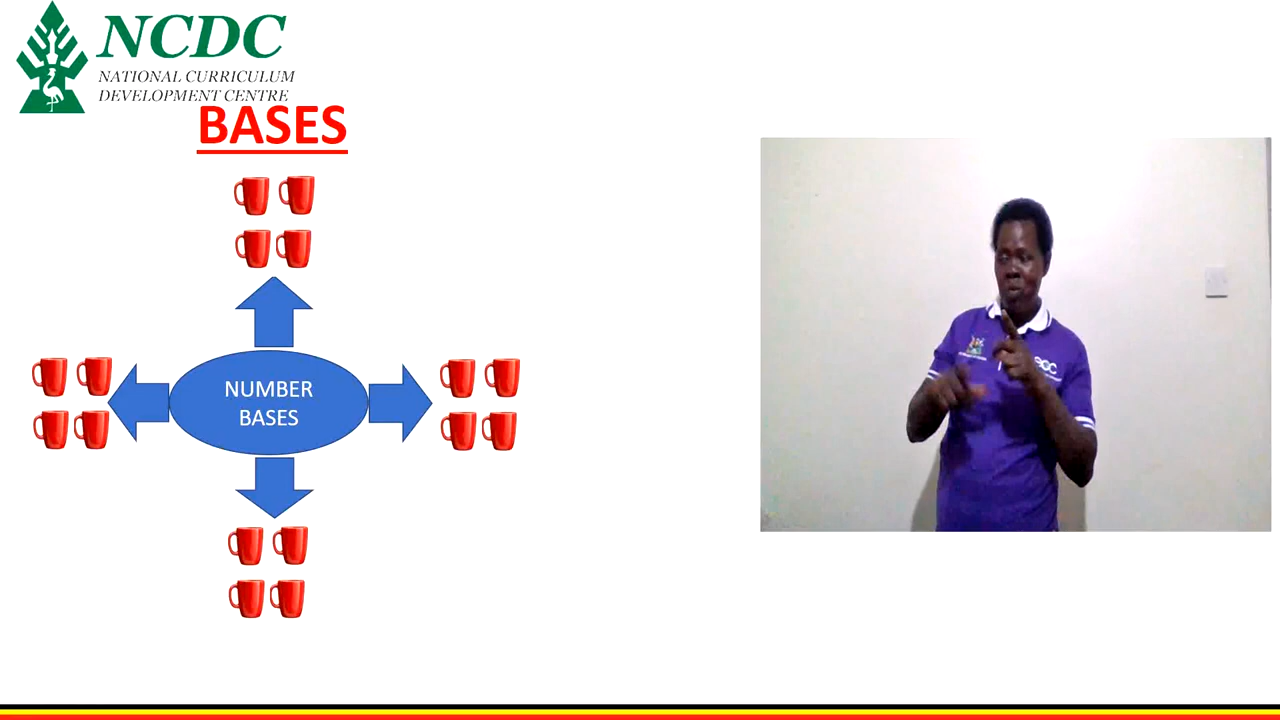 NCDC
NATIONAL CURRICULUM
DEVELOPMENT CENTRE
BASES
NUMBER
BASES